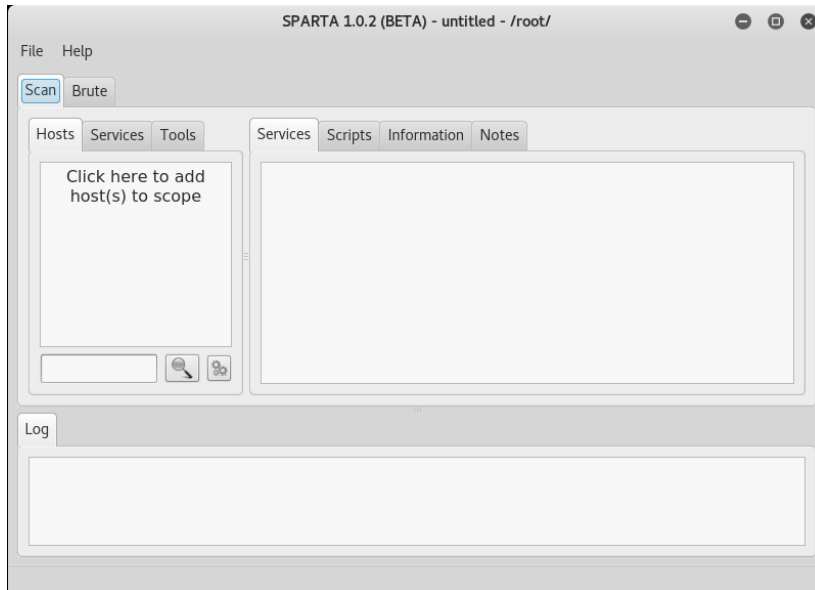 SPARTA 1.0.2 (BETA) - untitled - /root/
File Help
Scan Brute
Hosts Services Tools Services Scripts Information Notes
Click here to add
host(s) to scope
Log